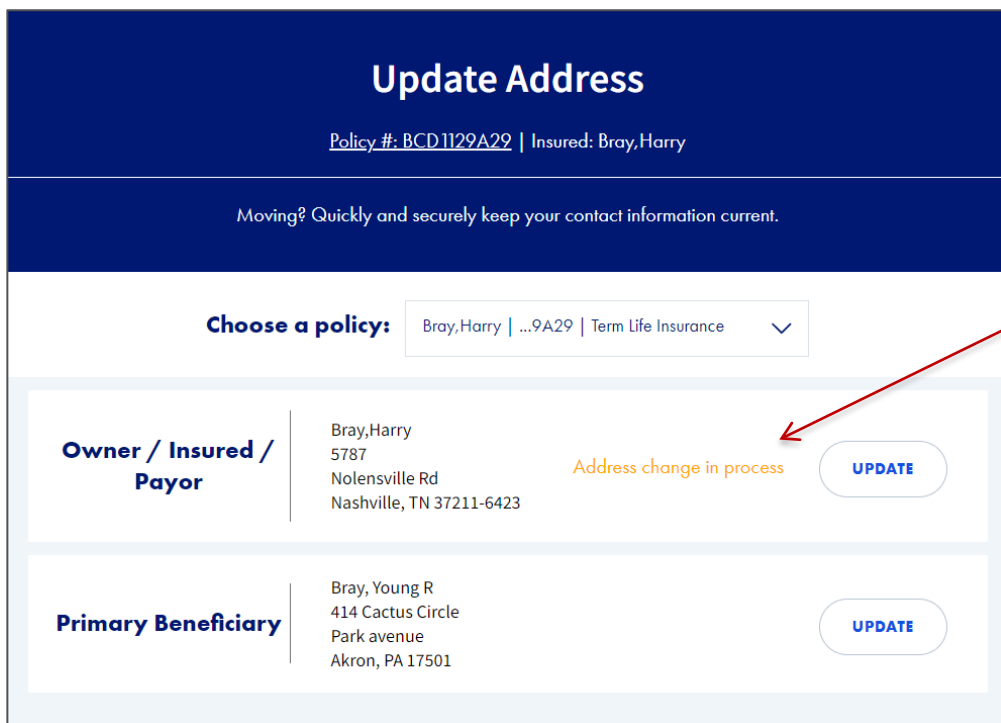 Update Address
Policy #: BCD1129A29 | Insured: Bray,Harry
Moving? Quickly and securely keep your contact information current.
Choose a policy: Bray,Harry | ...9A29 | Term Life Insurance
Owner / Insured /
Payor
Bray,Harry
5787
Nolensville Rd
Nashville, TN 37211-6423
Address change in process
UPDATE
Primary Beneficiary
Bray, Young R
414 Cactus Circle
Park avenue
Akron, PA 17501
UPDATE